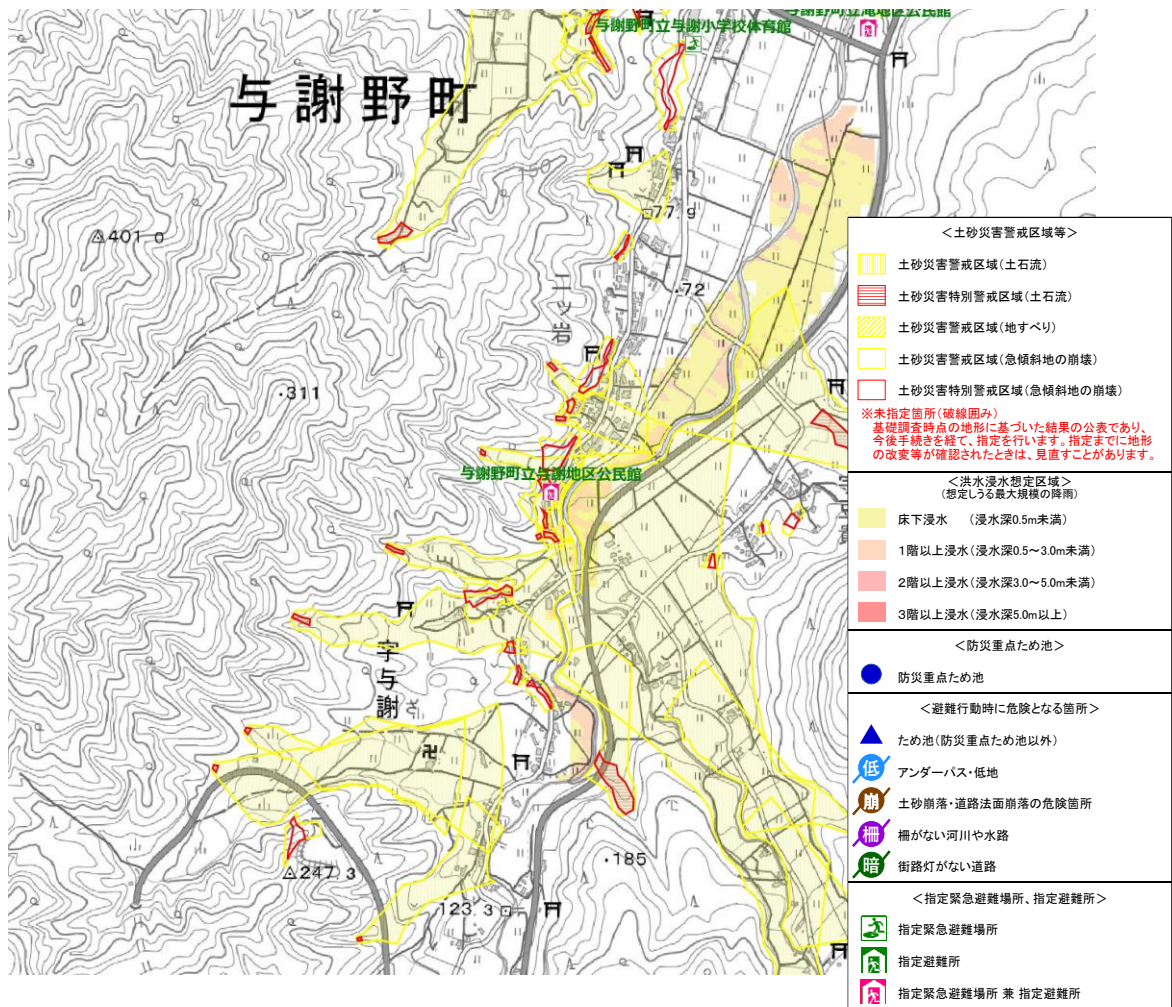 与謝野町立滝地区公民館
与謝野町立与謝小学校体育館
与謝野町
401.0
77.9
二ッ岩
72
311
与謝野町立与謝地区公民館
字与謝
247.3
185
123.3
＜土砂災害警戒区域等＞
土砂災害警戒区域(土石流)
土砂災害特別警戒区域(土石流)
土砂災害警戒区域(地すべり)
土砂災害警戒区域(急傾斜地の崩壊)
土砂災害特別警戒区域(急傾斜地の崩壊)
※未指定箇所(破線囲み)
基礎調査時点の地形に基づいた結果の公表であり、
今後手続きを経て、指定を行います。指定までに地形
の改変等が確認されたときは、見直すことがあります。
＜洪水浸水想定区域＞
(想定しうる最大規模の降雨)
床下浸水　(浸水深0.5m未満)
1階以上浸水(浸水深0.5～3.0m未満)
2階以上浸水(浸水深3.0～5.0m未満)
3階以上浸水(浸水深5.0m以上)
＜防災重点ため池＞
防災重点ため池
＜避難行動時に危険となる箇所＞
ため池(防災重点ため池以外)
低 アンダーパス・低地
崩 土砂崩落・道路法面崩落の危険箇所
柵 柵がない河川や水路
暗 街路灯がない道路
＜指定緊急避難場所、指定避難所＞
指定緊急避難場所
指定避難所
指定緊急避難場所 兼 指定避難所